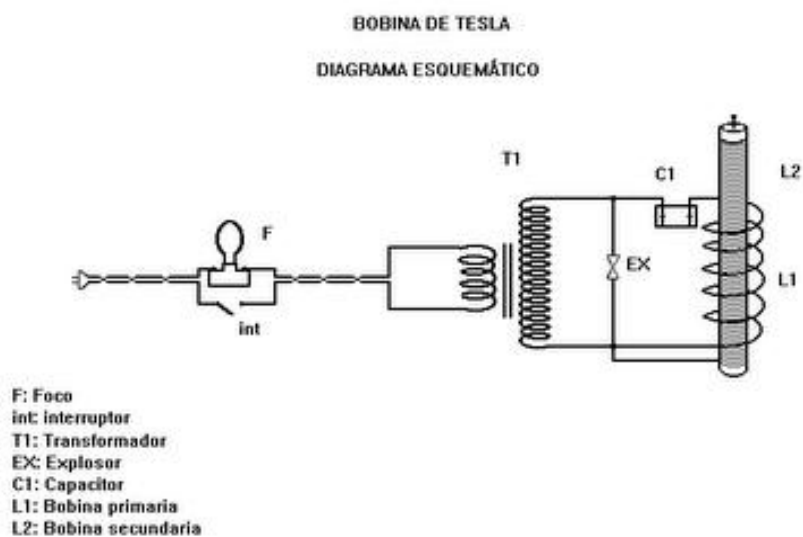 BOBINA DE TESLA
DIAGRAMA ESQUEMÁTICO
T1
C1
L2
F
EX
L1
int
F: Foco
int: interruptor
T1: Transformador
EX: Explosor
C1: Capacitor
L1: Bobina primaria
L2: Bobina secundaria